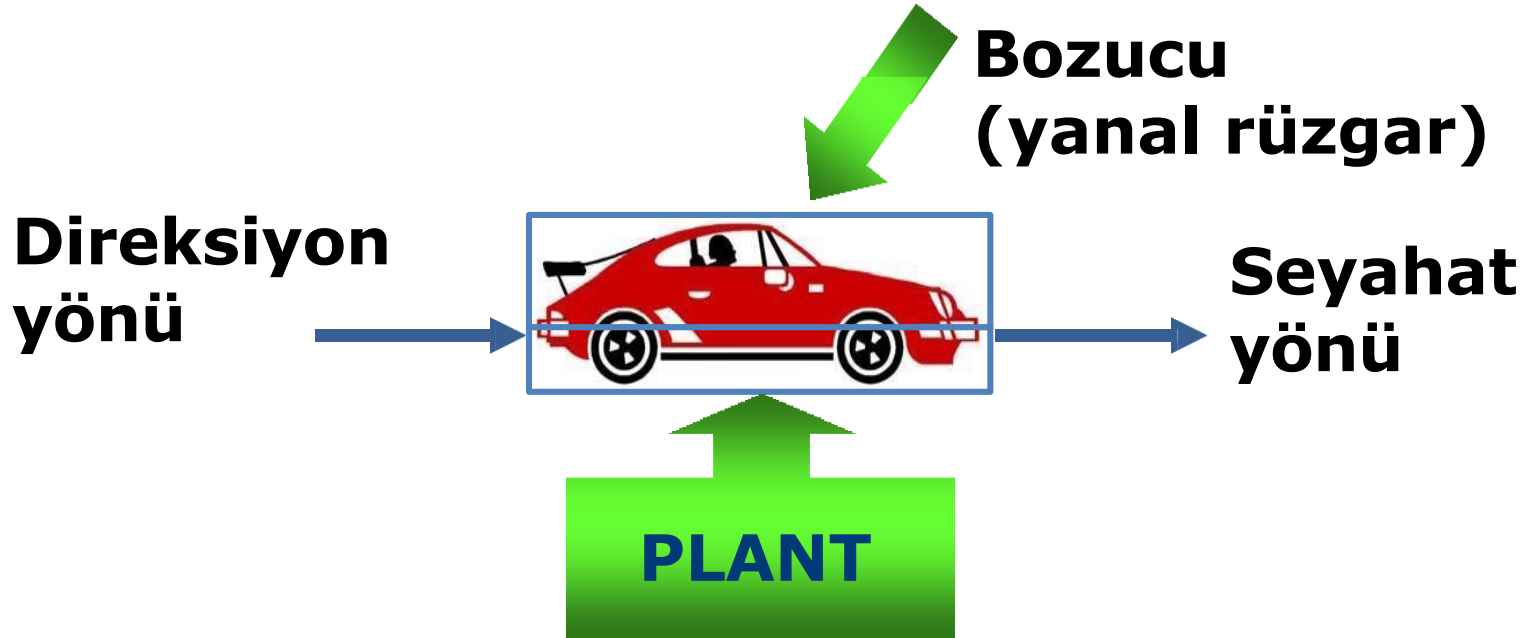 Bozucu
(yanal rüzgar)
Direksiyon
yönü
Seyahat
yönü
PLANT